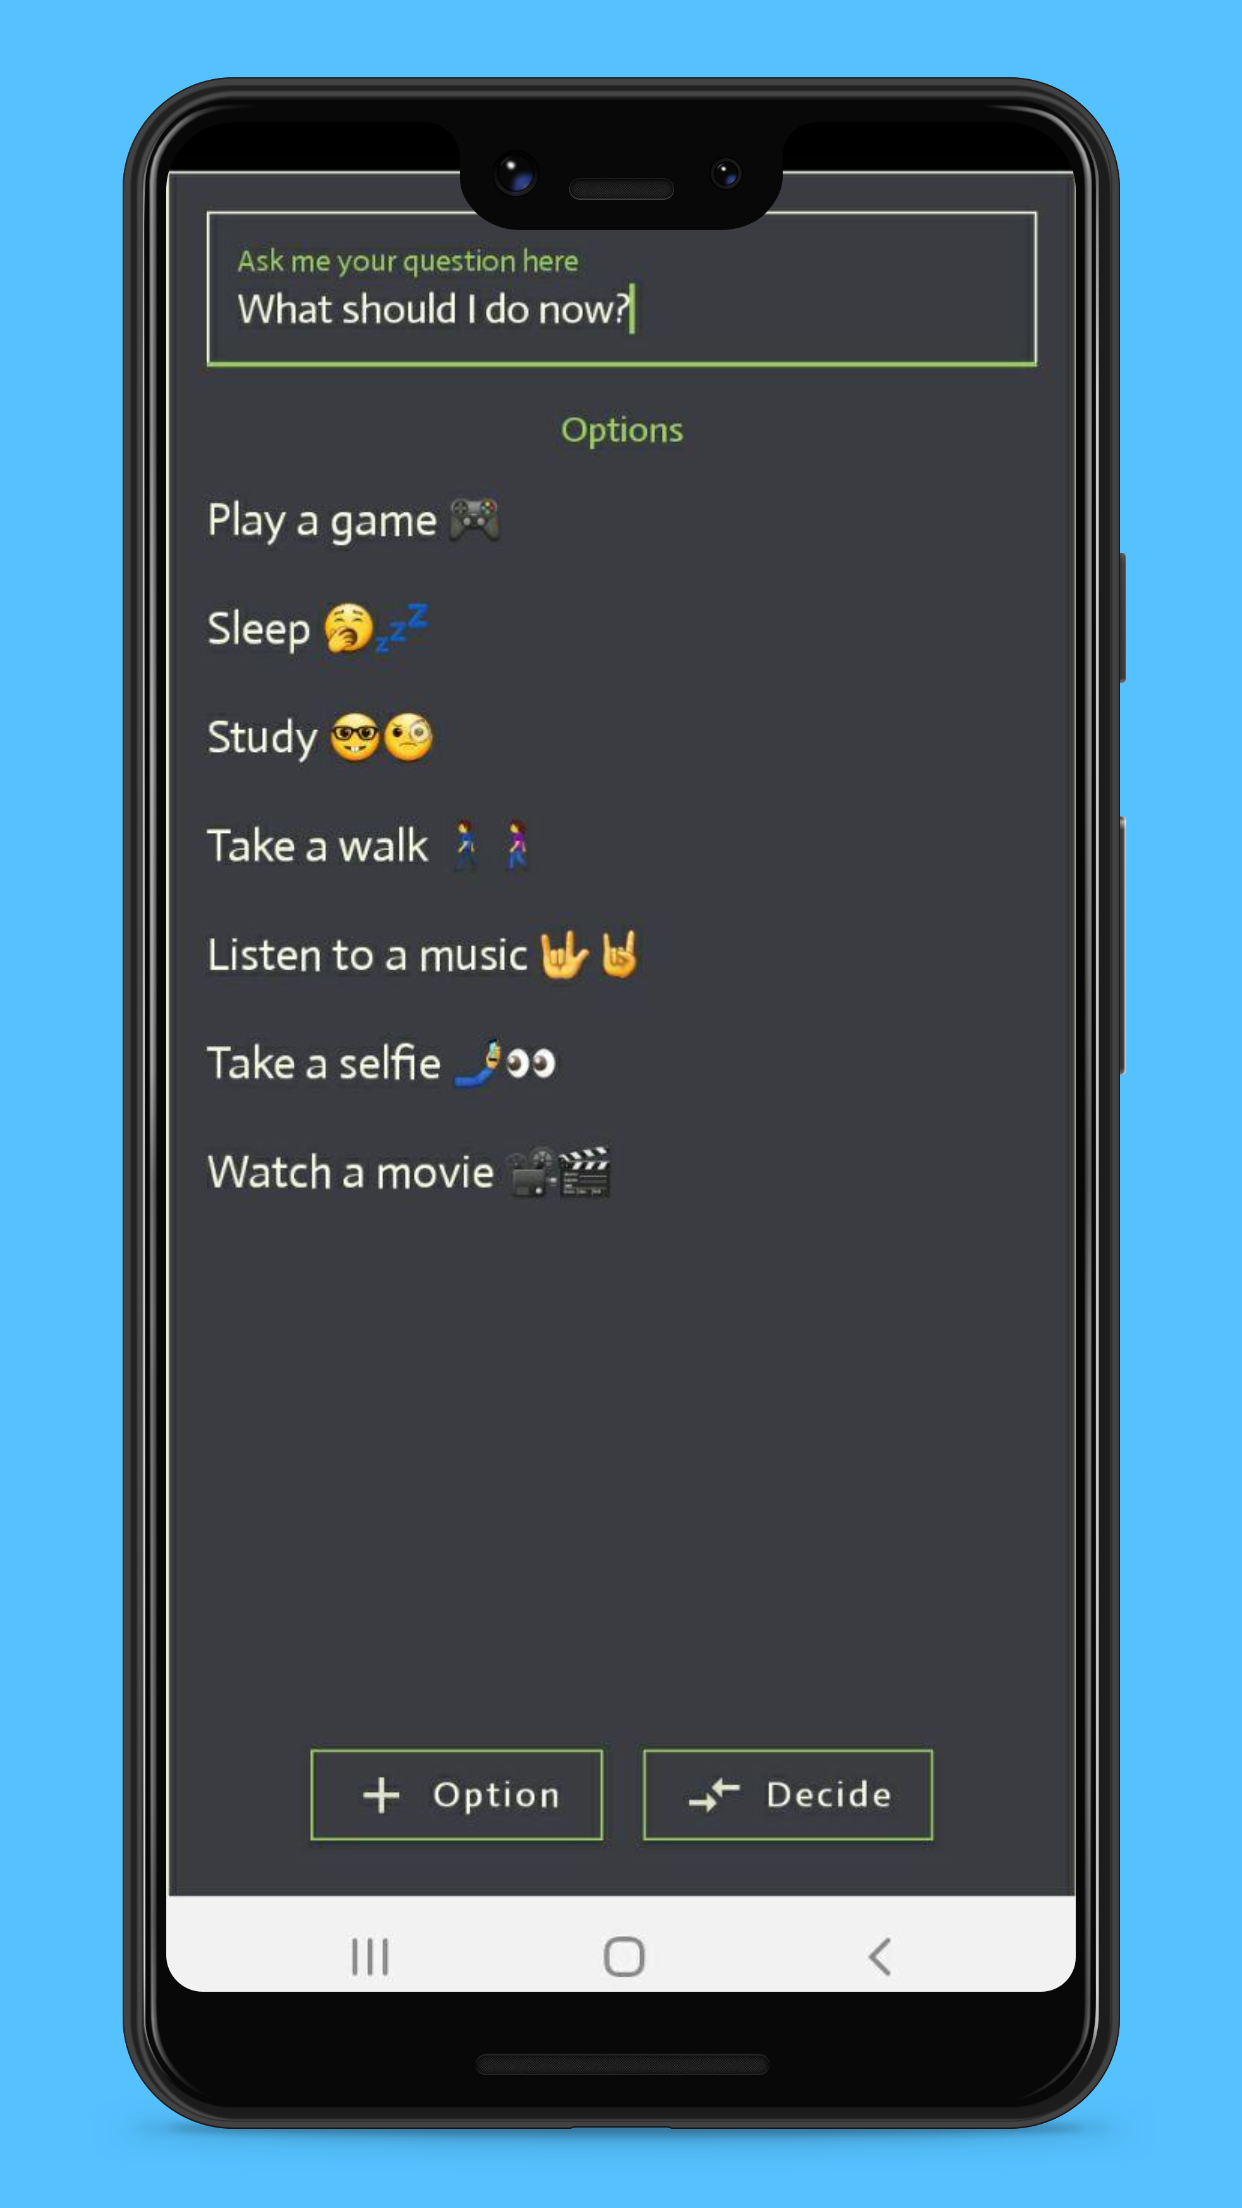 Ask me your question here
What should I do now?
Options
Play a game 🎮
Sleep 🥱💤
Study 🤓🧐
Take a walk 🚶‍♂️🚶‍♀️
Listen to a music 🤟🤘
Take a selfie 🤳👀
Watch a movie 🎥🎬
+ Option
Decide